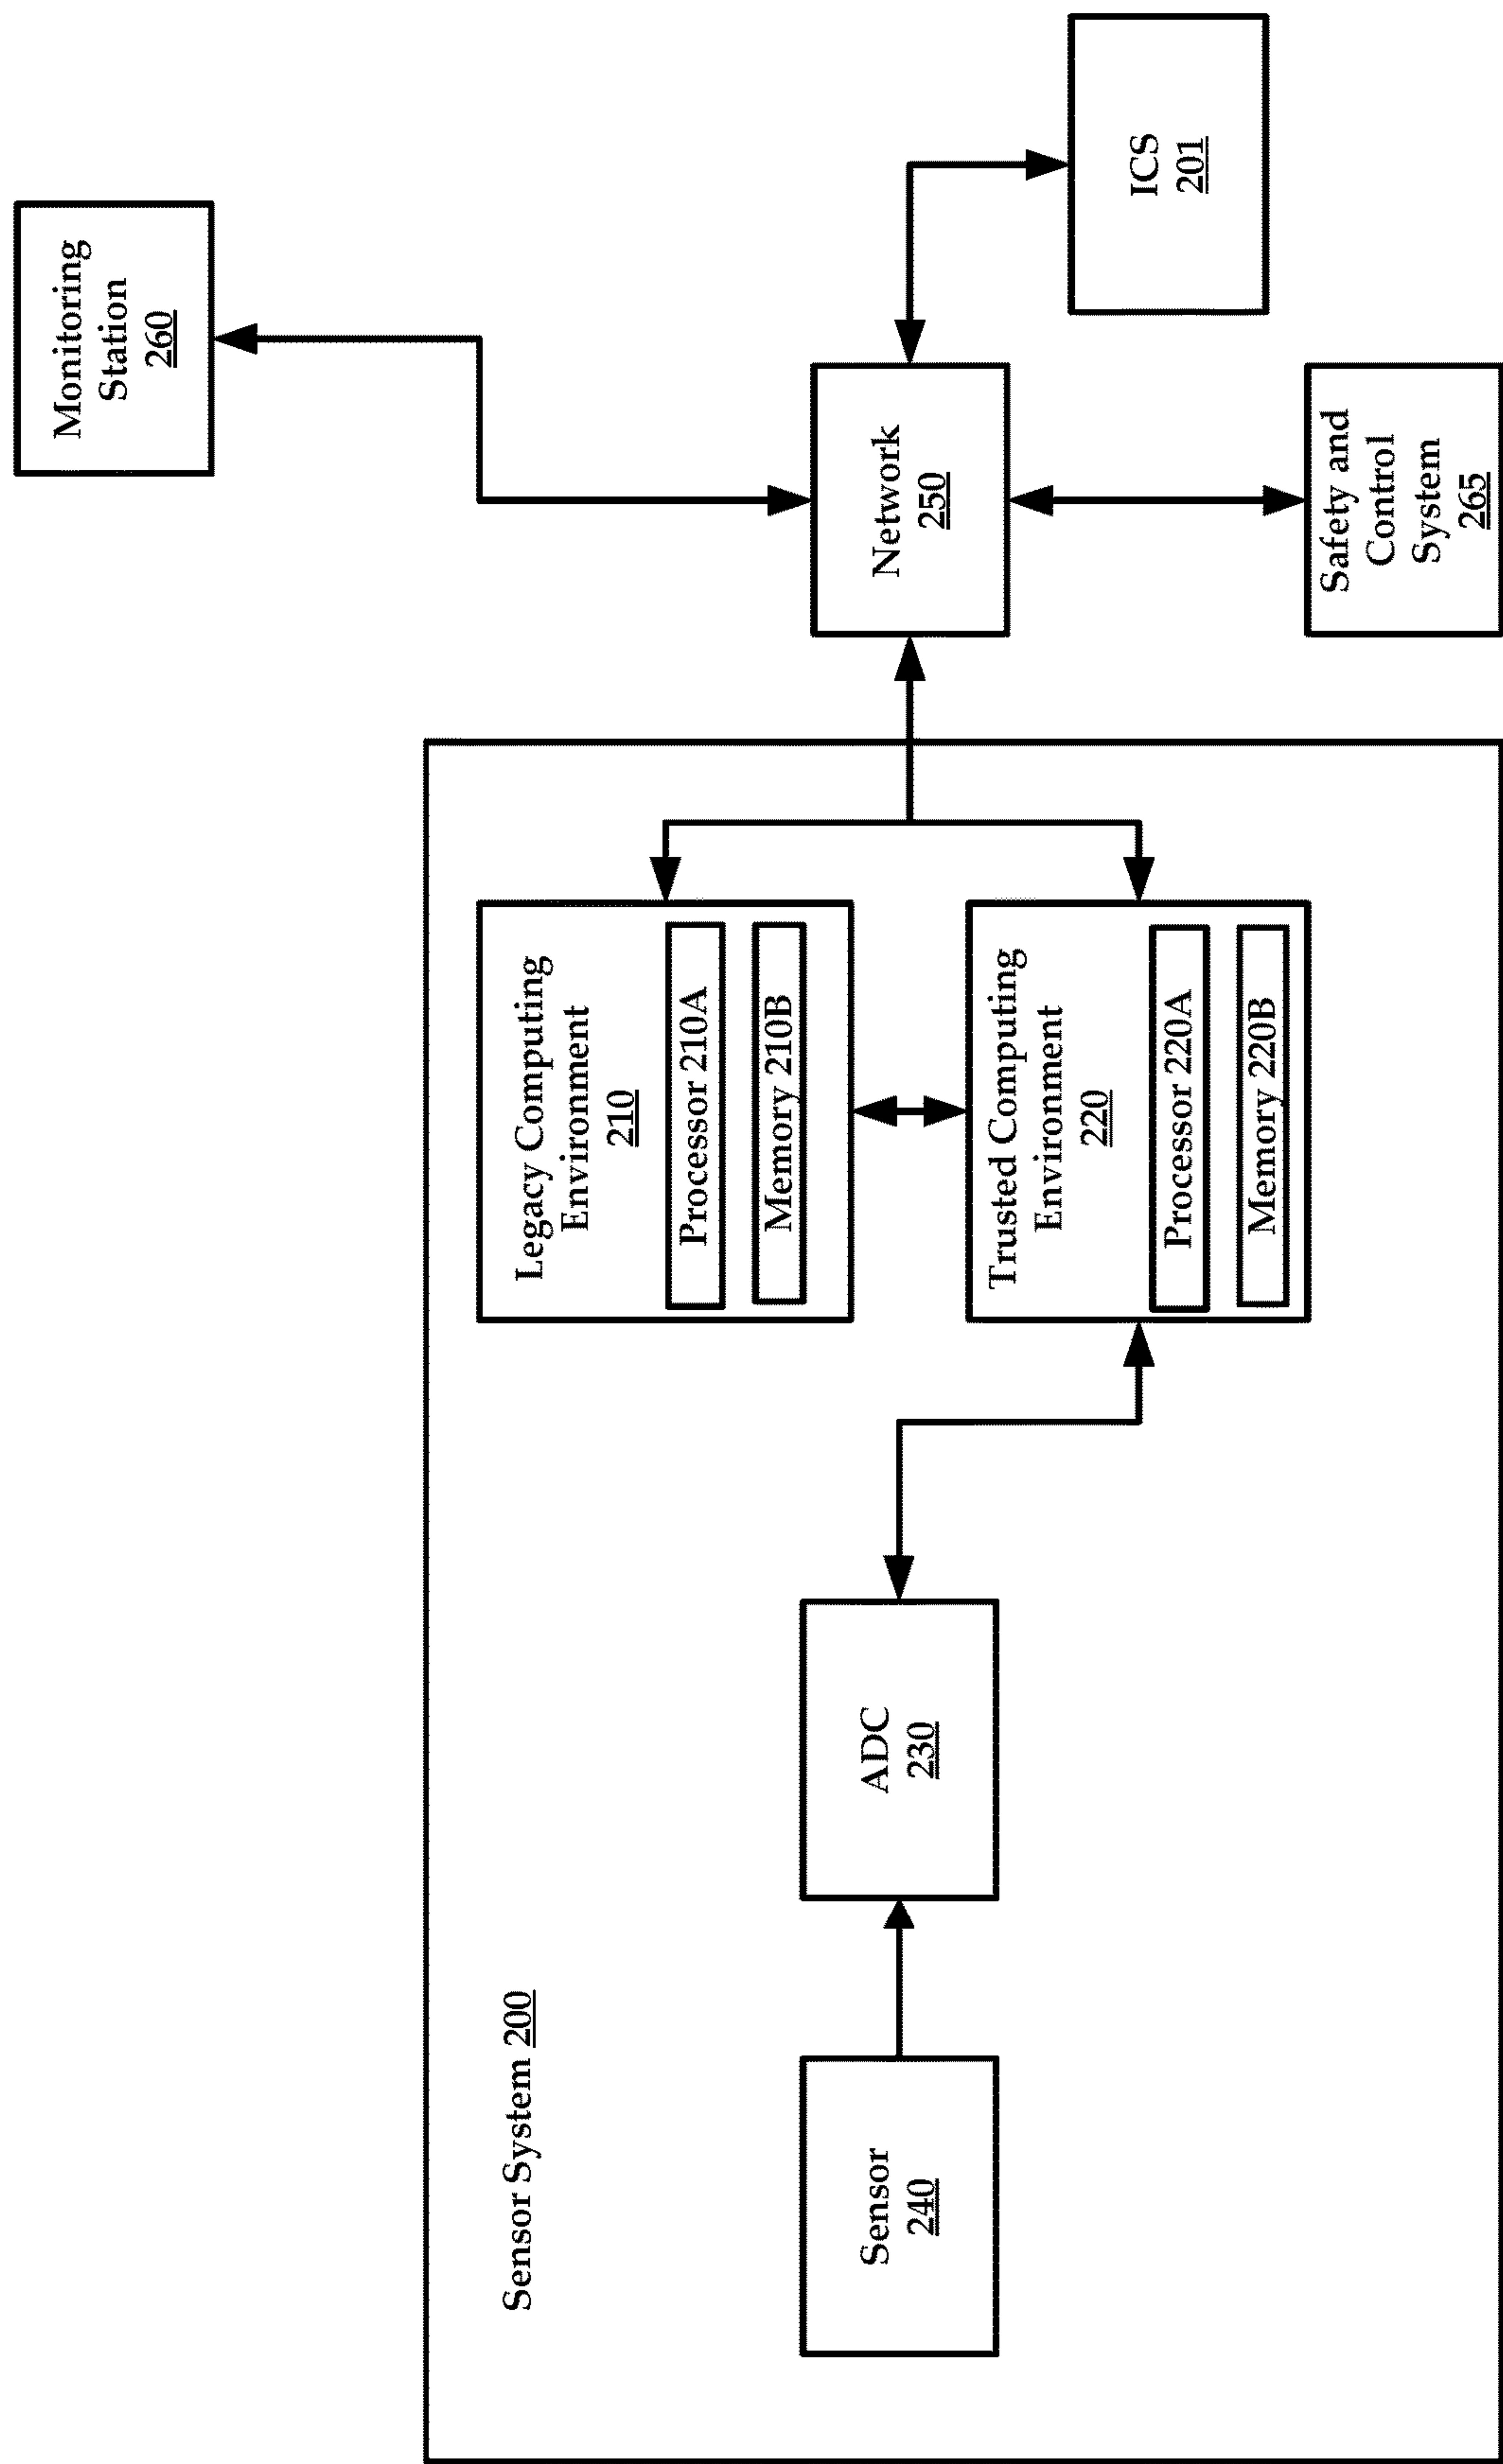 Sensor System 200
Sensor
240
ADC
230
Legacy Computing
Environment
210
Processor 210A
Memory 210B
Trusted Computing
Environment
220
Processor 220A
Memory 220B
Network
250
Monitoring
Station
260
Safety and
Control
System
265
ICS
201